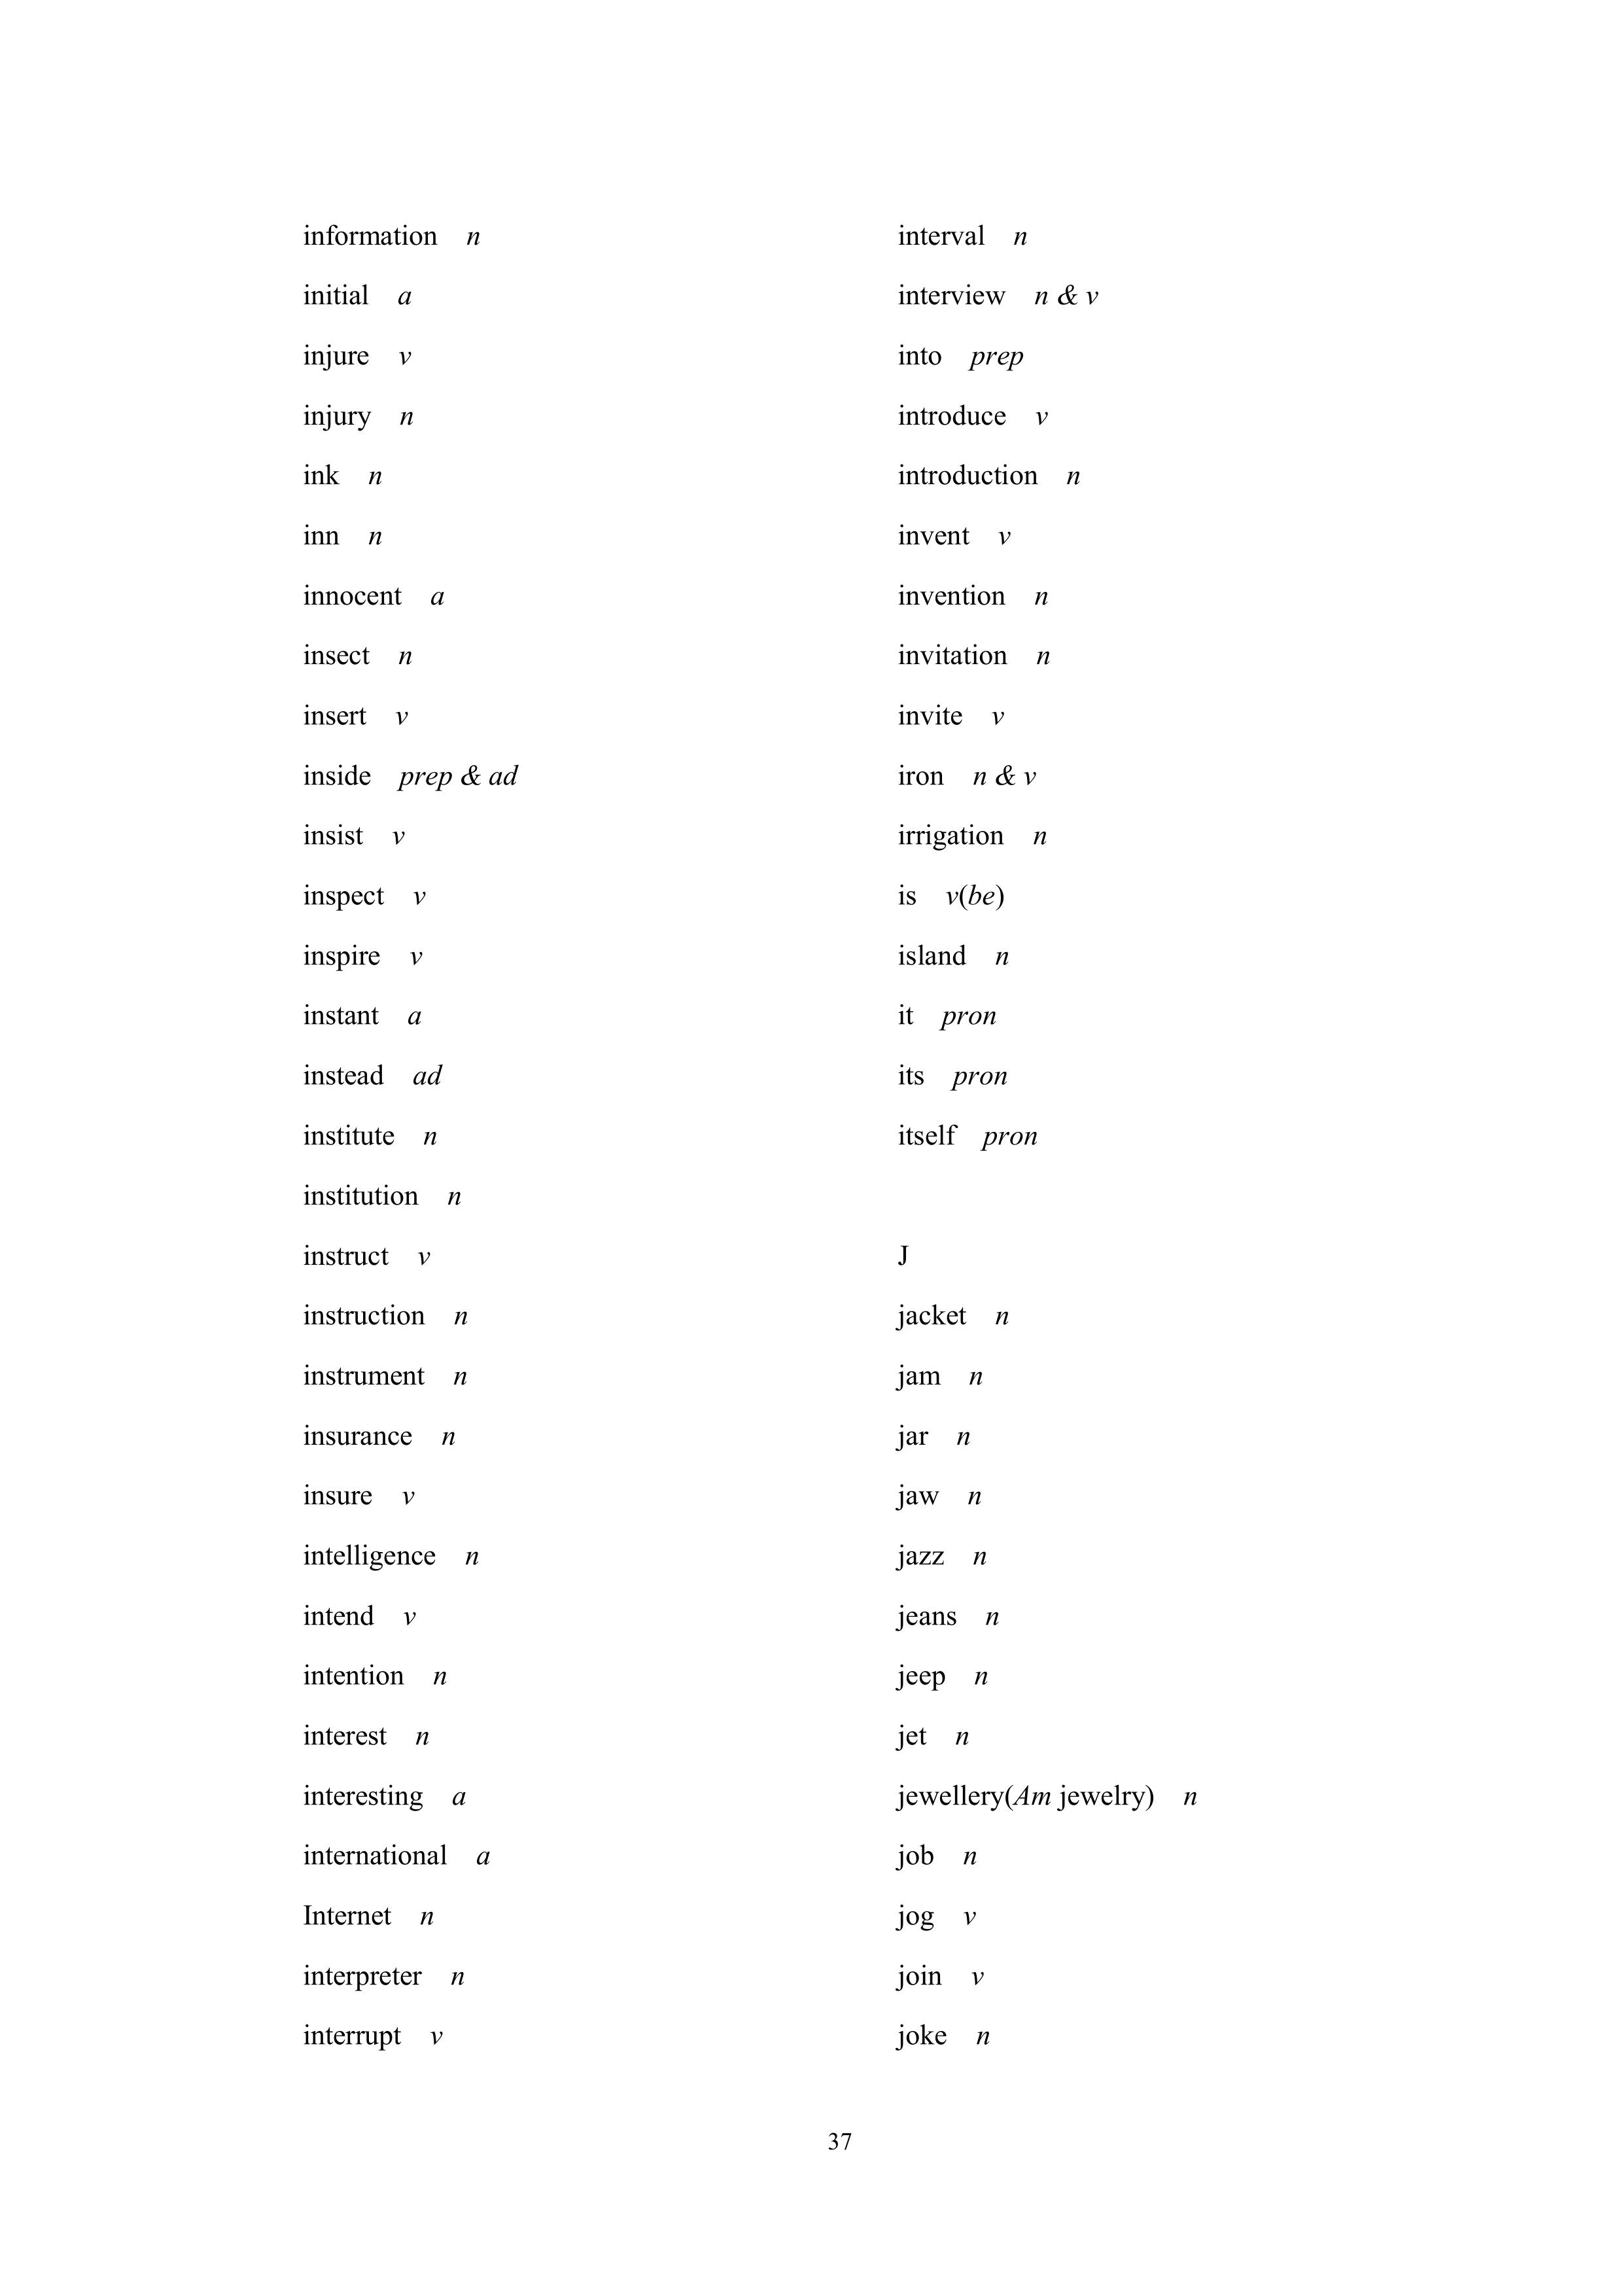 information n
initial a
injure v
injury n
ink n
inn n
innocent a
insect n
insert v
inside prep & ad
insist v
inspect v
inspire v
instant a
instead ad
institute n
institution n
instruct v
instruction n
instrument n
insurance n
insure v
intelligence n
intend v
intention n
interest n
interesting a
international a
Internet n
interpreter n
interrupt v
interval n
interview n & v
into prep
introduce v
introduction n
invent v
invention n
invitation n
invite v
iron n & v
irrigation n
is v(be)
island n
it pron
its pron
itself pron
J
jacket n
jam n
jar n
jaw n
jazz n
jeans n
jeep n
jet n
jewellery(Am jewelry) n
job n
jog v
join v
joke n
37